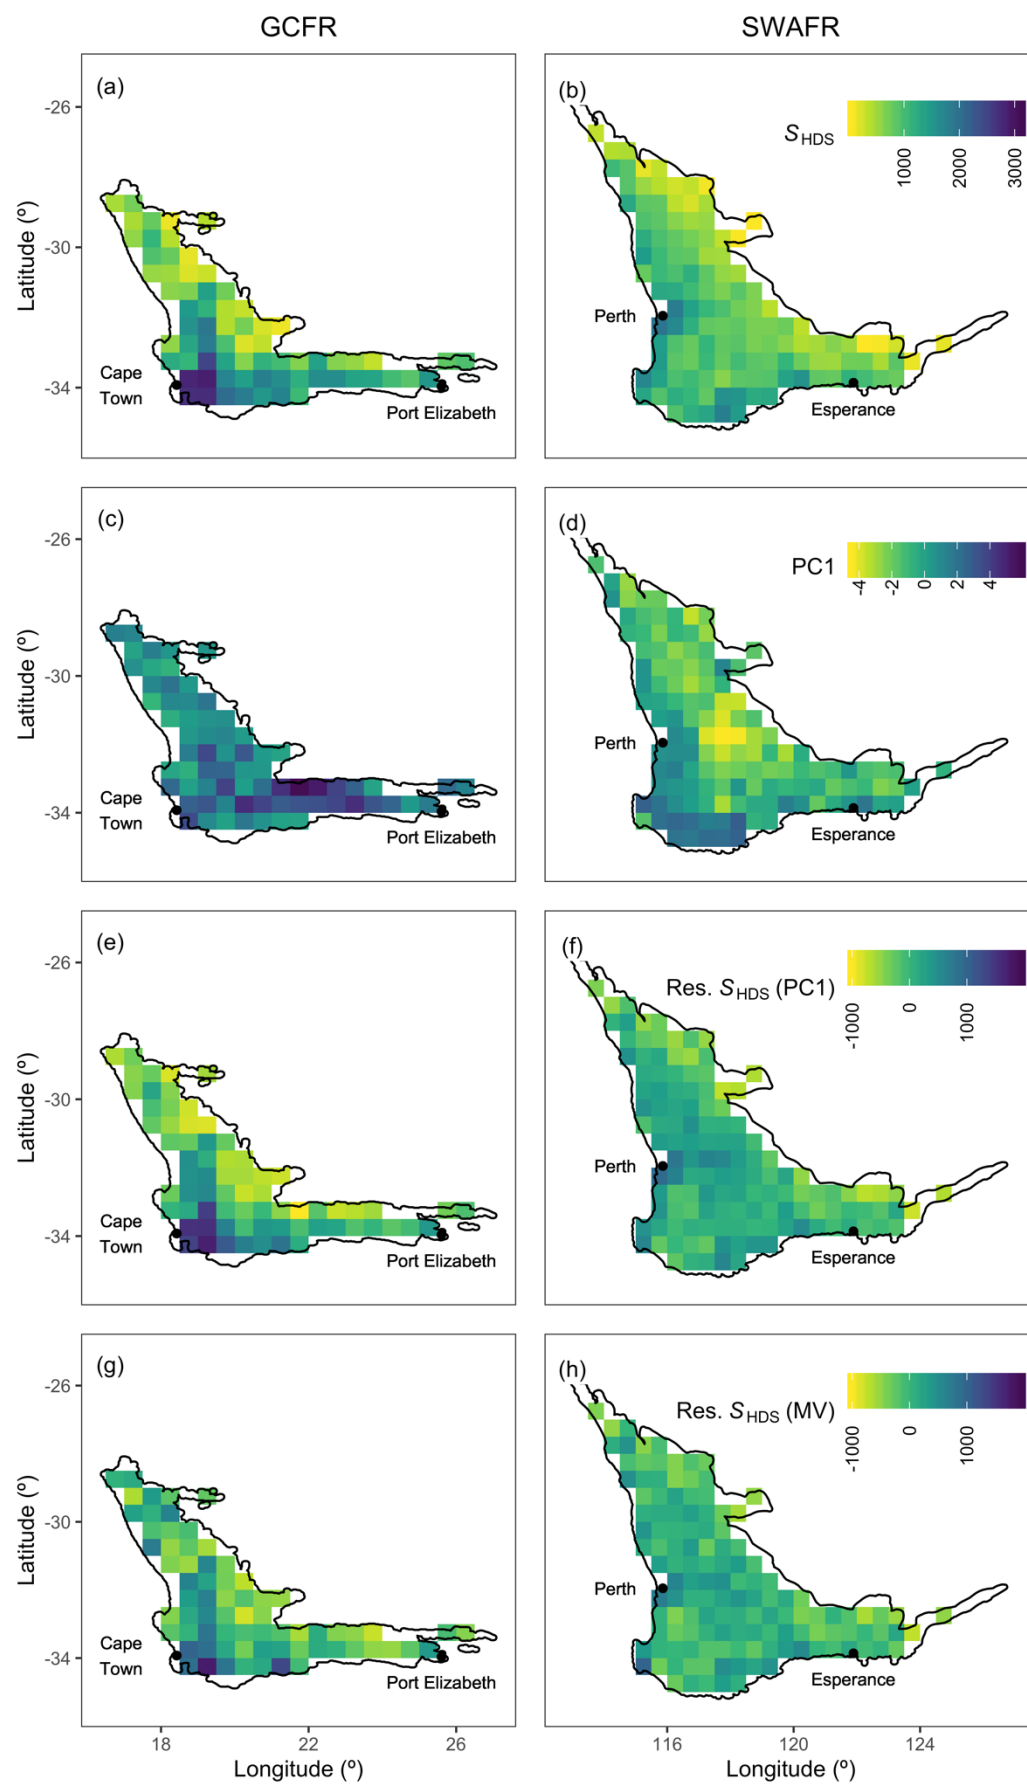 GCFR
SWAFR
(a)
(b)
S HDS
1000
2000
3000
-26
-30
-34
Latitude (º)
Cape
Town
Port Elizabeth
Perth
Esperance
(c)
(d)
PC1
-4
-2
0
2
4
-26
-30
-34
Latitude (º)
Cape
Town
Port Elizabeth
Perth
Esperance
(e)
(f)
Res. S HDS (PC1)
-1000
0
1000
-26
-30
-34
Latitude (º)
Cape
Town
Port Elizabeth
Perth
Esperance
(g)
(h)
Res. S HDS (MV)
-1000
0
1000
-26
-30
-34
Latitude (º)
Cape
Town
Port Elizabeth
Perth
Esperance
18
22
26
116
120
124
Longitude (º)
Longitude (º)